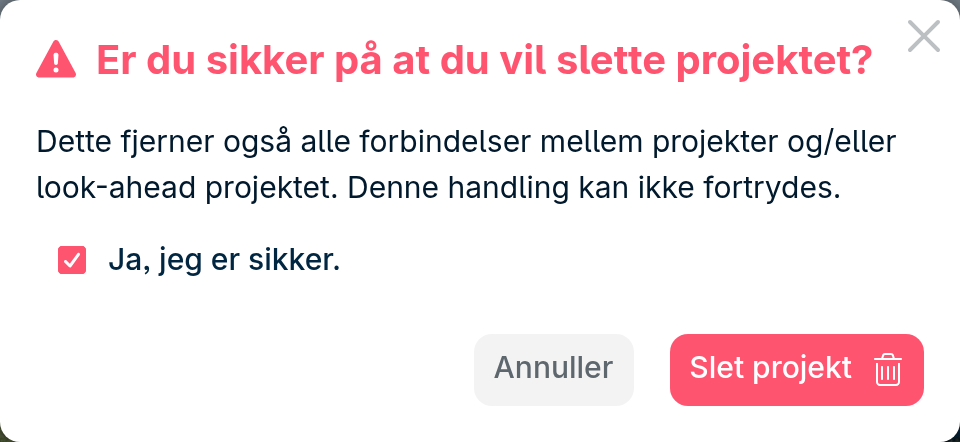 Er du sikker på at du vil slette projektet?
Dette fjerner også alle forbindelser mellem projekter og/eller
look-ahead projektet. Denne handling kan ikke fortrydes.
Ja, jeg er sikker.
Annuller
Slet projekt